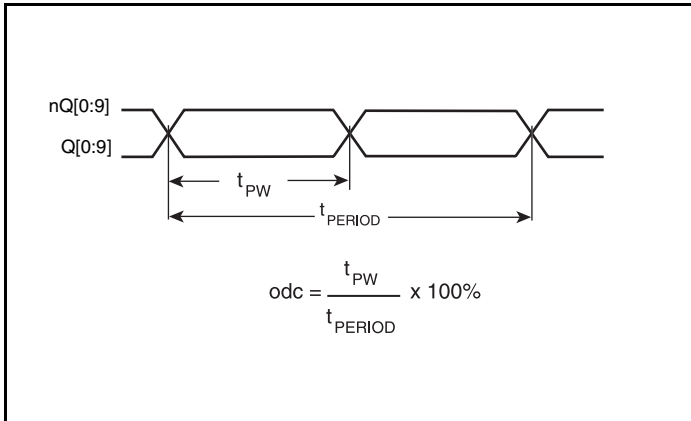 nQ[0:9]
Q[0:9]
tPW
tPERIOD
odc = tPW / tPERIOD x 100%